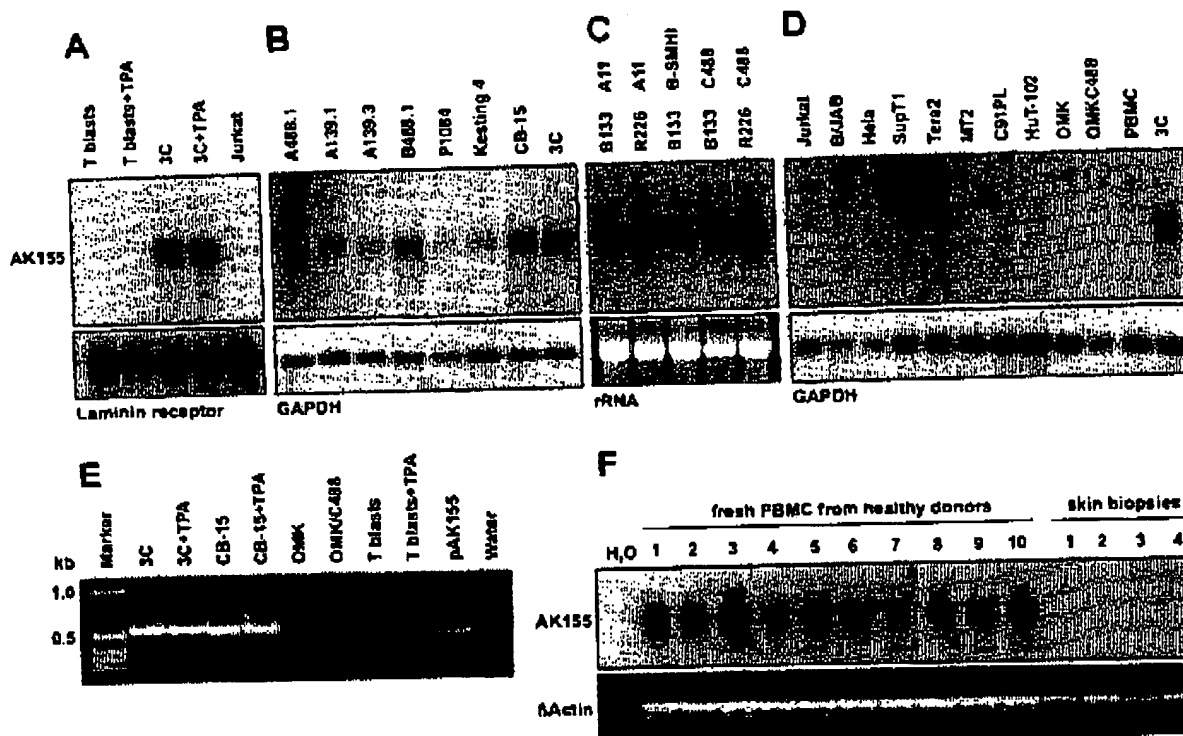 A
T blasts
T blasts+TPA
3C
3C+TPA
Jurkat
B
A488.1
A139.1
A139.3
B488.1
P1084
Kesting 4
CB-15
3C
C
B133 A11
R226 A11
B133 B-SMHI
B133 C488
R226 C488
D
Jurkat
BJAB
Hela
SupT1
Tera2
MT2
C91PL
HuT-102
OMK
OMKC488
PBMC
3C
AK155
Laminin receptor
GAPDH
rRNA
GAPDH
E
kb
Marker
3C
3C+TPA
CB-15
CB-15+TPA
OMK
OMK/C488
T blasts
T blasts+TPA
pAK155
Water
1.0
0.5
F
fresh PBMC from healthy donors
skin biopsies
H₂O 1 2 3 4 5 6 7 8 9 10 1 2 3 4
AK155
βActin